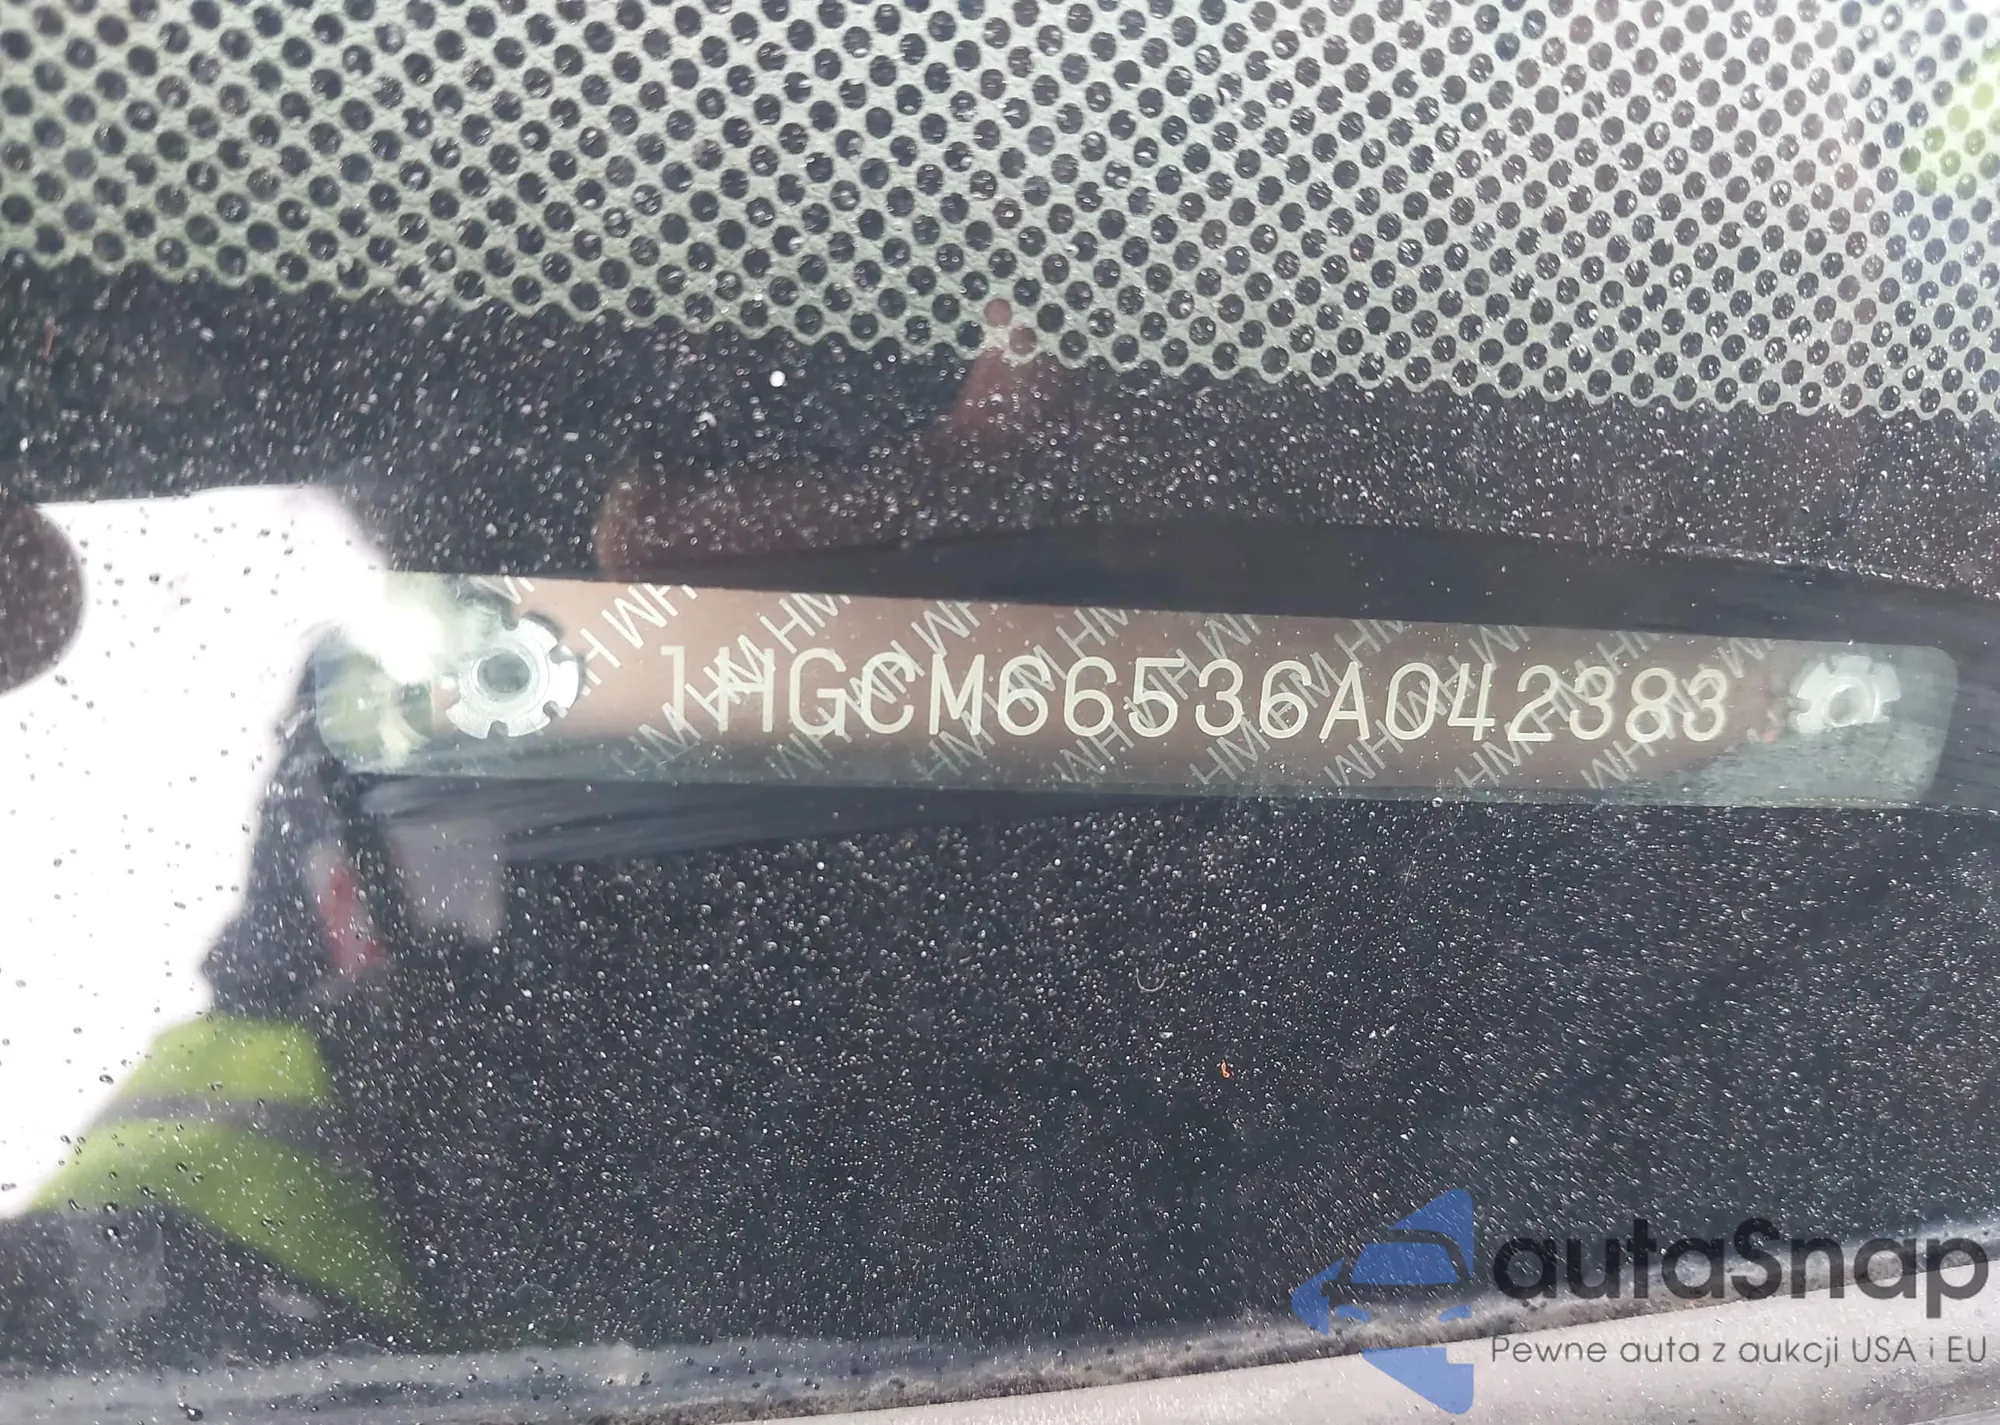 1HGCM66536A042383
autaSnap
Pewne auta z aukcji USA i EU